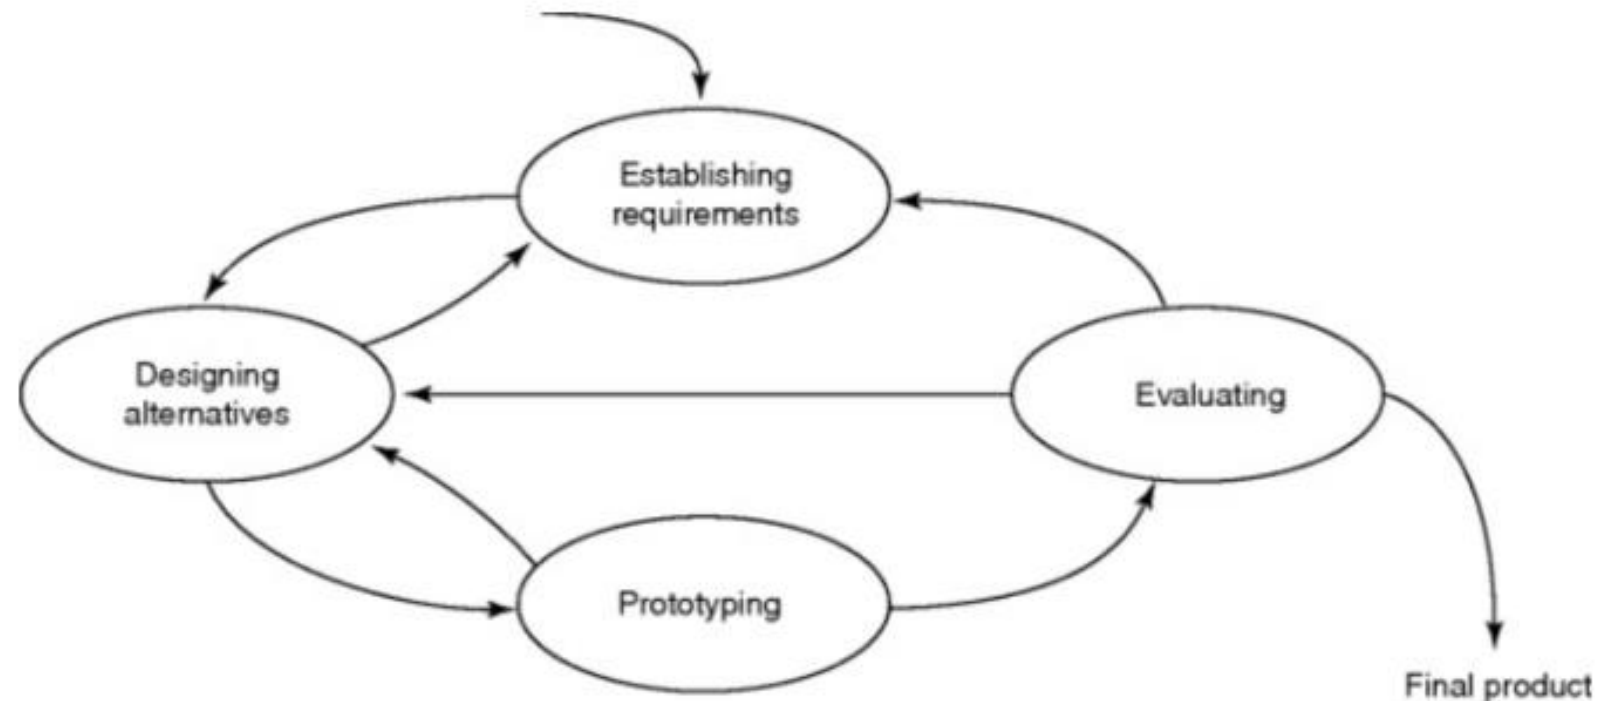 Establishing
requirements
Designing
alternatives
Evaluating
Prototyping
Final product